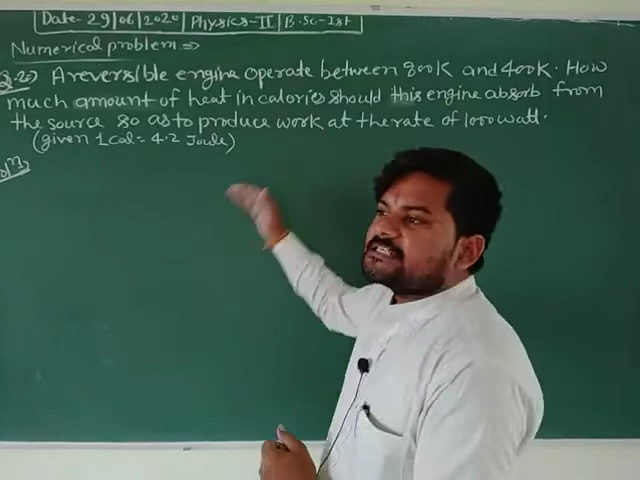 Date- 29/06/2020 | Physics-II | B.Sc-Ist
Numerical problem ⇒
Q.2⇒ A reversible engine operate between 800K and 400K. How
much amount of heat in calories should this engine absorb from
the source so as to produce work at the rate of 1000 watt.
(given 1 Cal = 4.2 Joule)